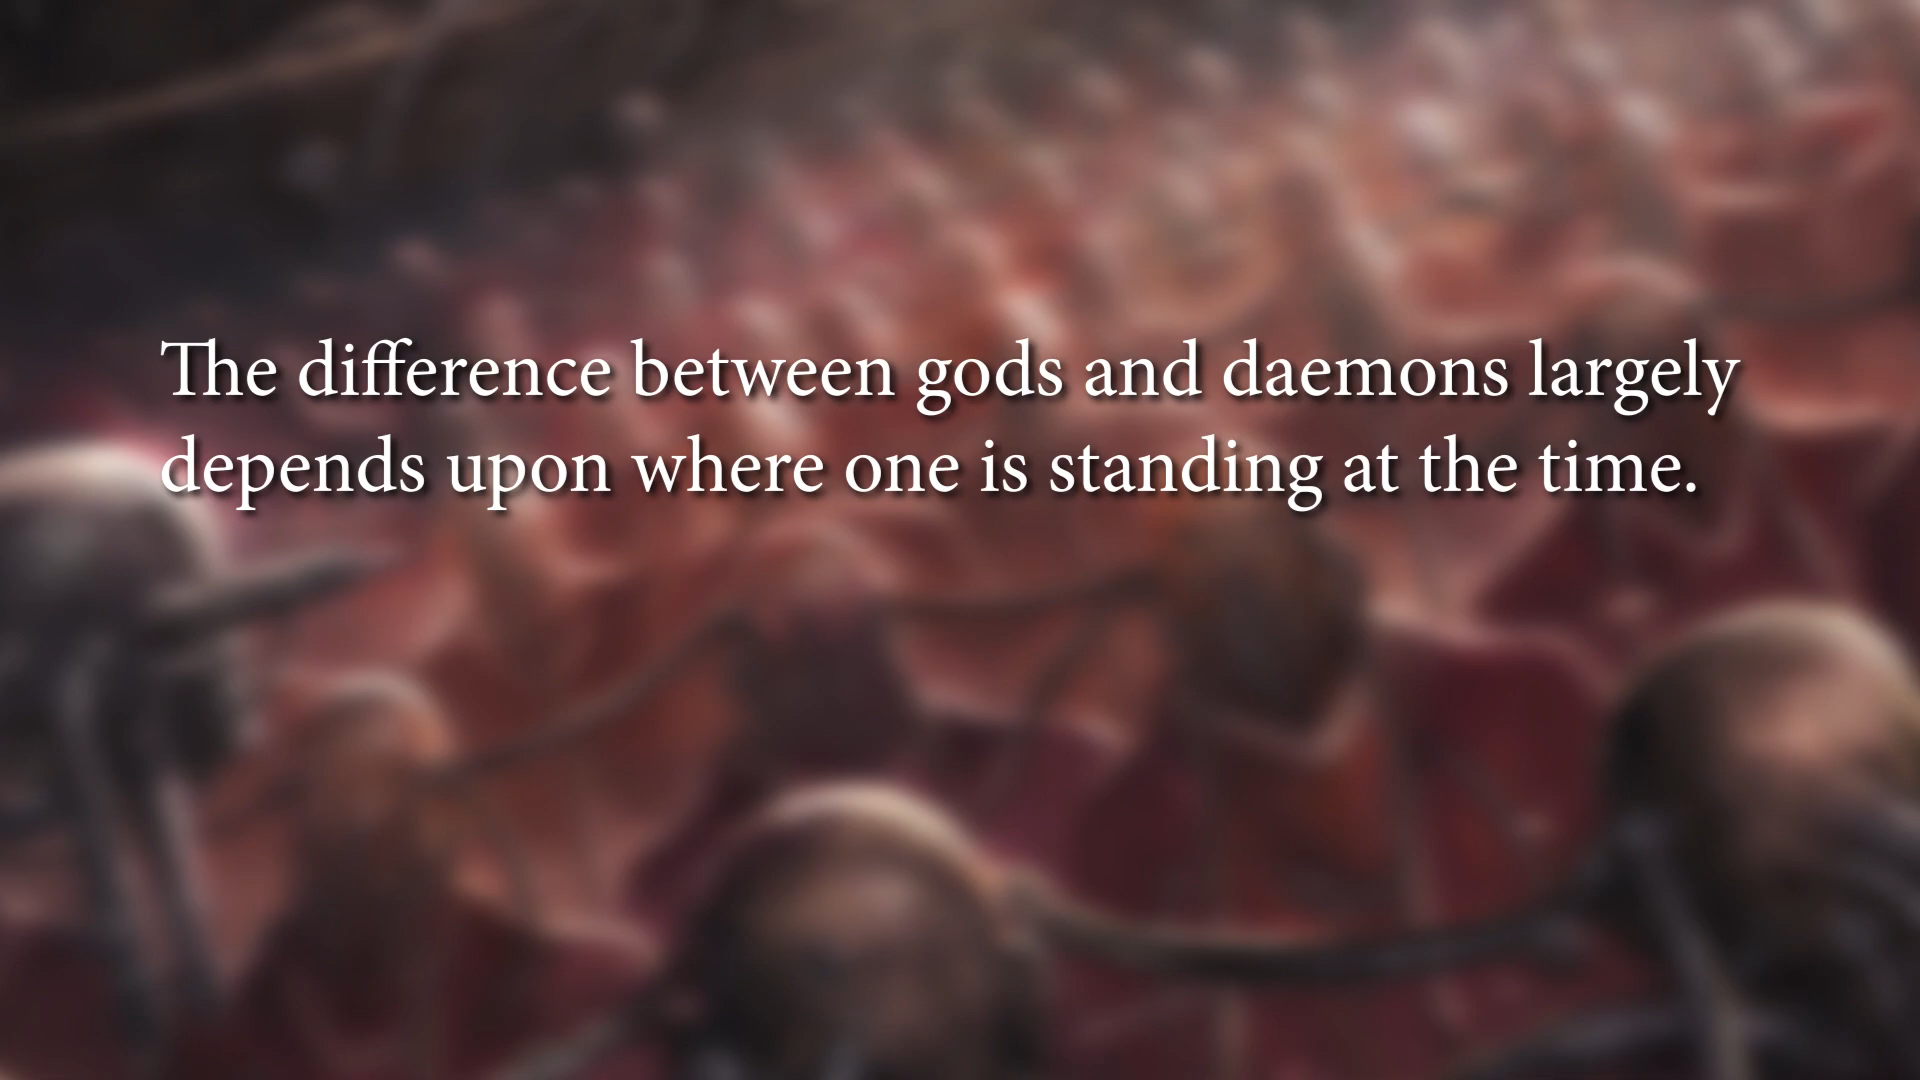 The difference between gods and daemons largely
depends upon where one is standing at the time.